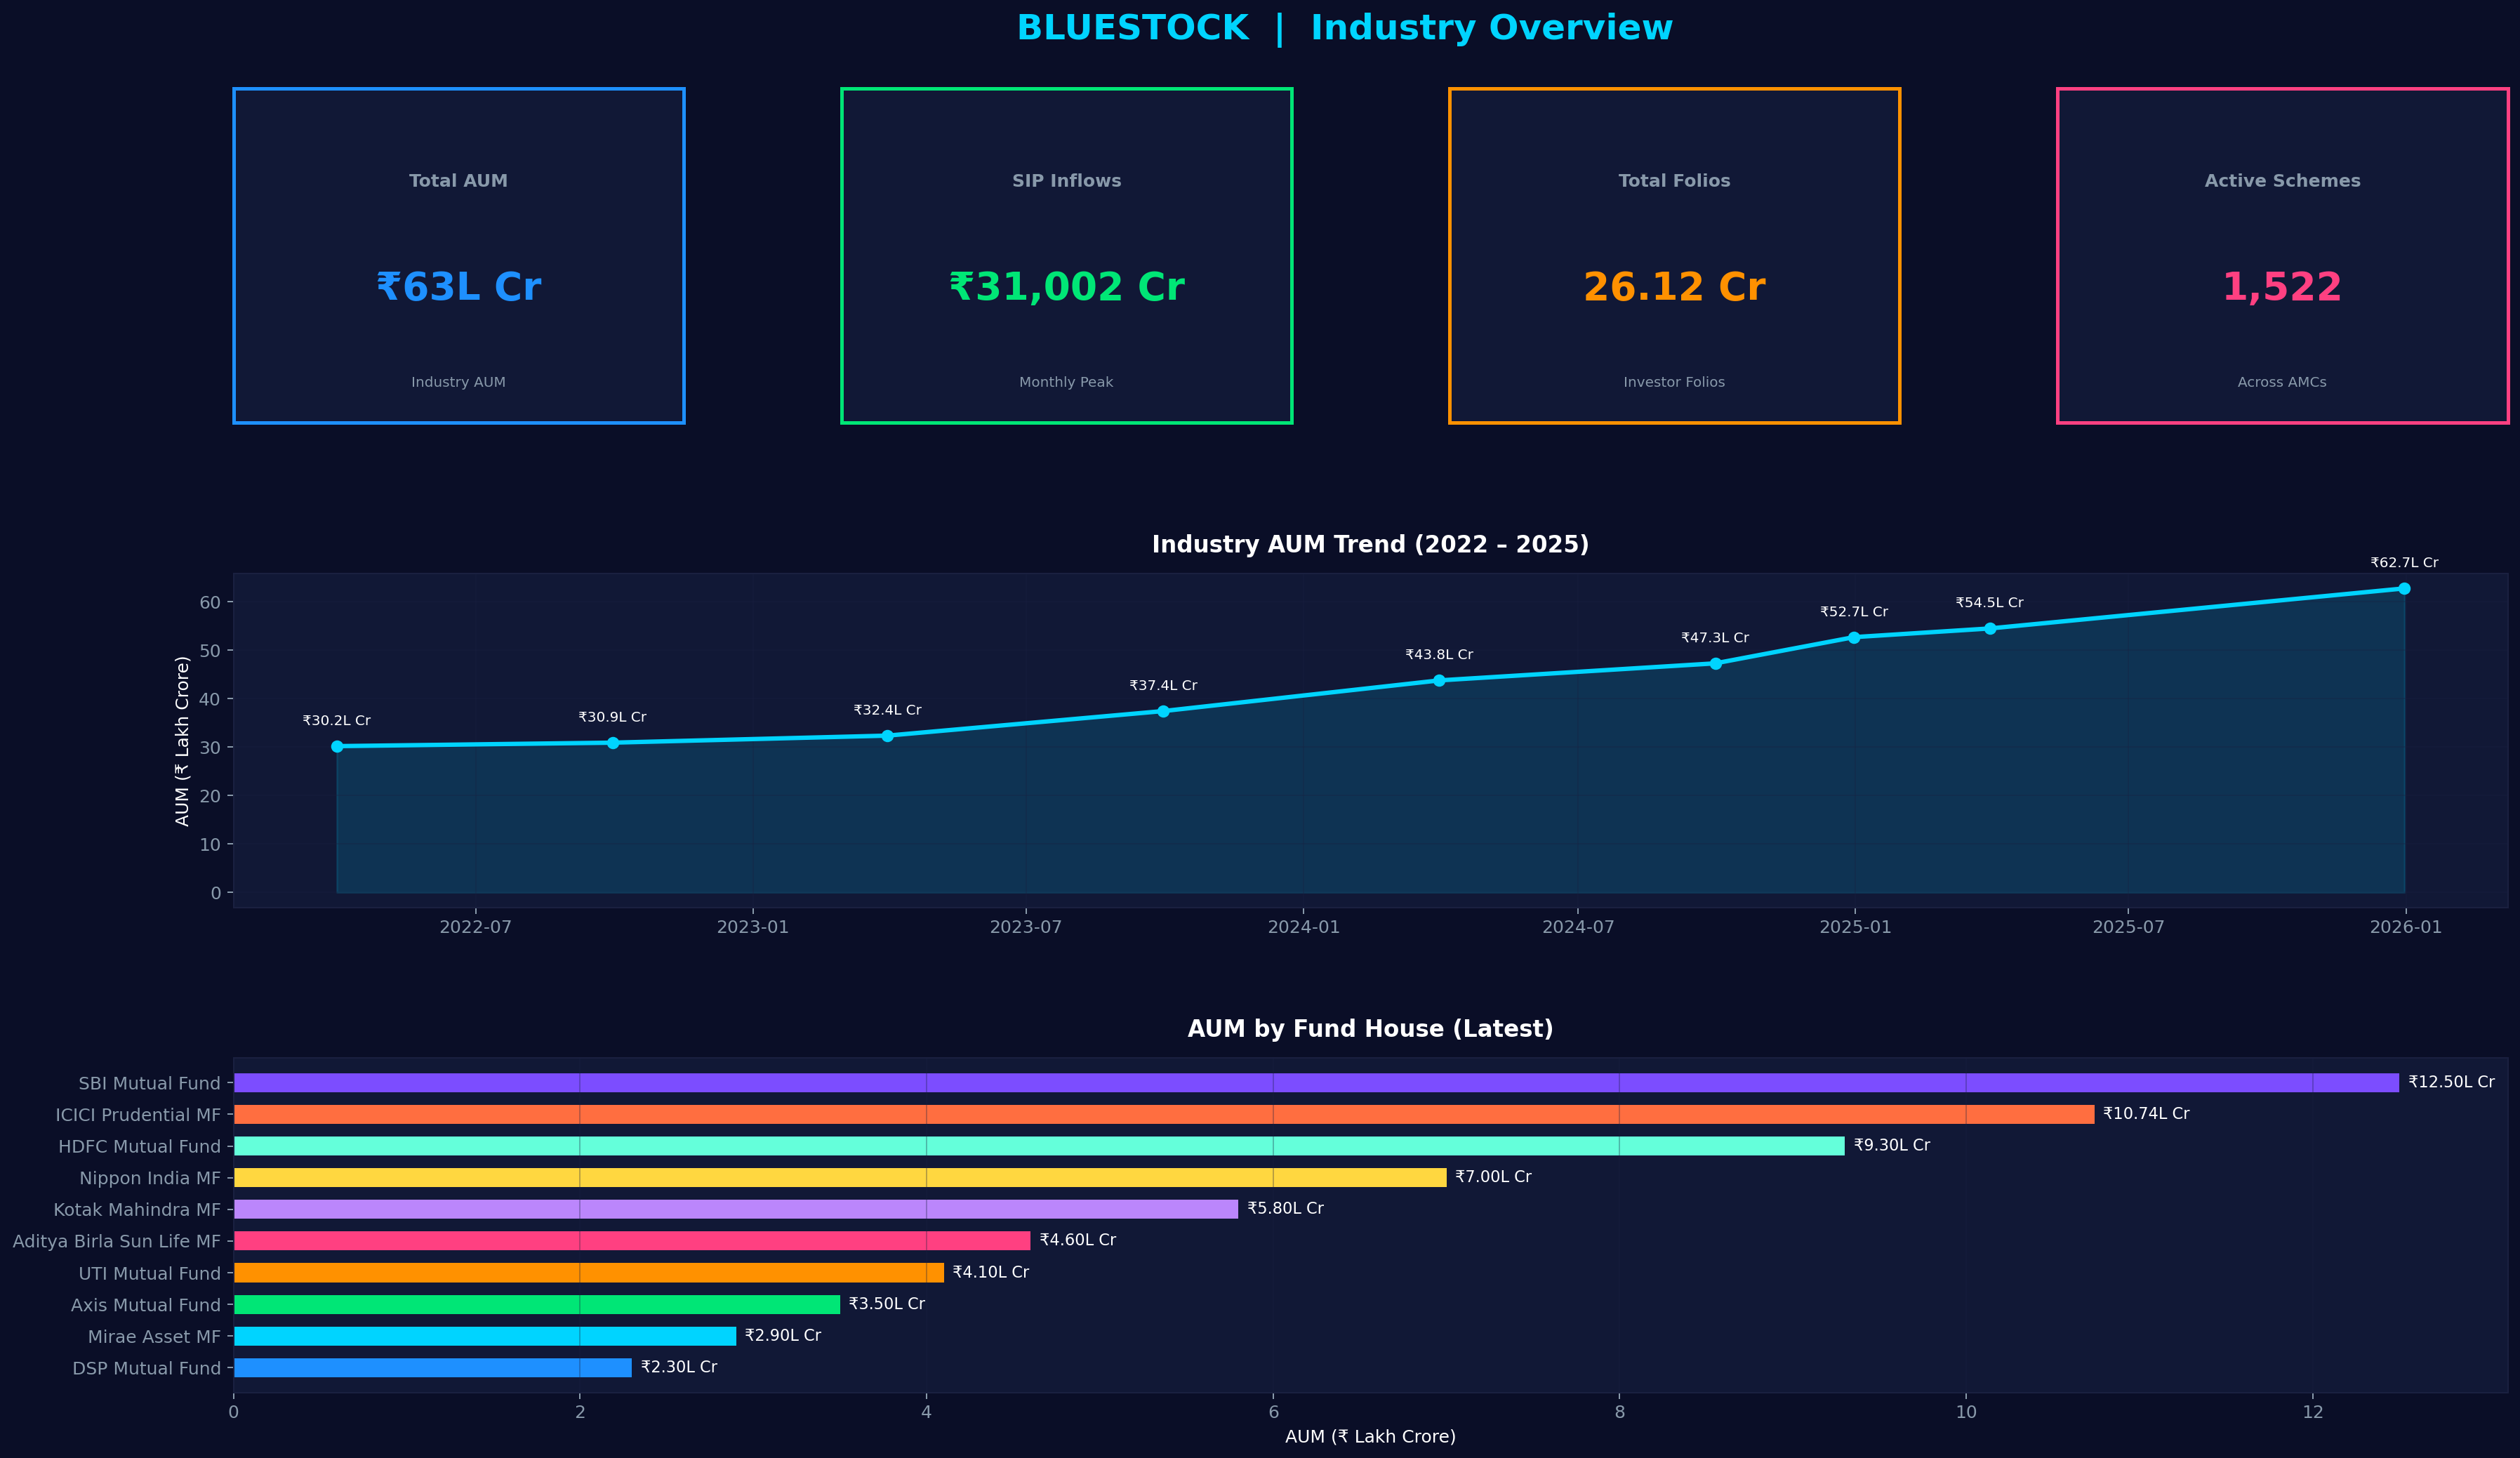 BLUESTOCK | Industry Overview
Total AUM
₹63L Cr
Industry AUM
SIP Inflows
₹31,002 Cr
Monthly Peak
Total Folios
26.12 Cr
Investor Folios
Active Schemes
1,522
Across AMCs
Industry AUM Trend (2022 – 2025)
AUM (₹ Lakh Crore)
60
50
40
30
20
10
0
₹30.2L Cr
₹30.9L Cr
₹32.4L Cr
₹37.4L Cr
₹43.8L Cr
₹47.3L Cr
₹52.7L Cr
₹54.5L Cr
₹62.7L Cr
2022-07
2023-01
2023-07
2024-01
2024-07
2025-01
2025-07
2026-01
AUM by Fund House (Latest)
SBI Mutual Fund ₹12.50L Cr
ICICI Prudential MF ₹10.74L Cr
HDFC Mutual Fund ₹9.30L Cr
Nippon India MF ₹7.00L Cr
Kotak Mahindra MF ₹5.80L Cr
Aditya Birla Sun Life MF ₹4.60L Cr
UTI Mutual Fund ₹4.10L Cr
Axis Mutual Fund ₹3.50L Cr
Mirae Asset MF ₹2.90L Cr
DSP Mutual Fund ₹2.30L Cr
0 2 4 6 8 10 12
AUM (₹ Lakh Crore)